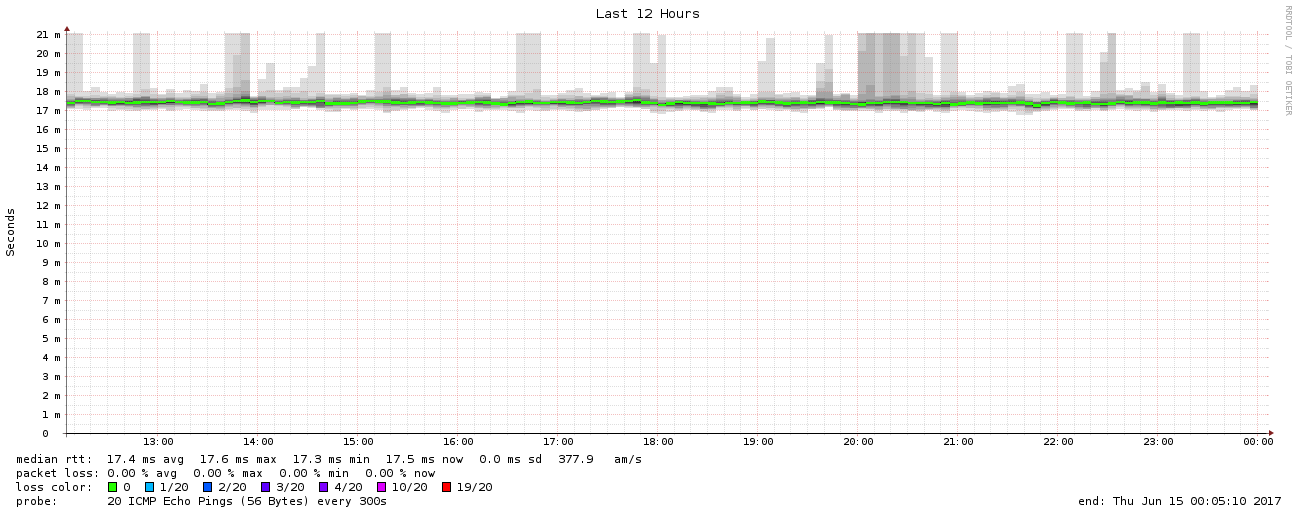 Last 12 Hours
RRDTOOL / TOBI OETIKER
Seconds
21 m
20 m
19 m
18 m
17 m
16 m
15 m
14 m
13 m
12 m
11 m
10 m
9 m
8 m
7 m
6 m
5 m
4 m
3 m
2 m
1 m
0
13:00 14:00 15:00 16:00 17:00 18:00 19:00 20:00 21:00 22:00 23:00 00:00
median rtt: 17.4 ms avg 17.6 ms max 17.3 ms min 17.5 ms now 0.0 ms sd 377.9 am/s
packet loss: 0.00 % avg 0.00 % max 0.00 % min 0.00 % now
loss color: 0 1/20 2/20 3/20 4/20 10/20 19/20
probe: 20 ICMP Echo Pings (56 Bytes) every 300s end: Thu Jun 15 00:05:10 2017